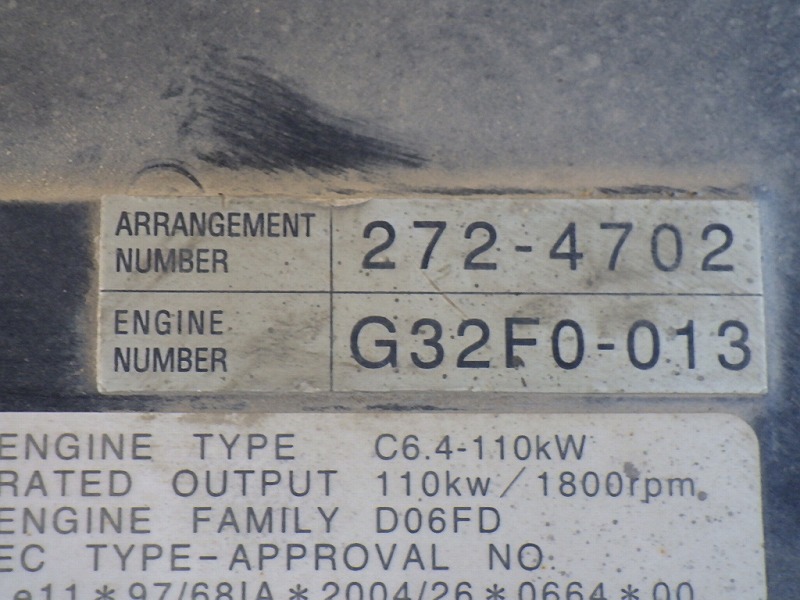 ARRANGEMENT NUMBER 272-4702
ENGINE NUMBER G32F0-013
ENGINE TYPE C6.4-110kW
RATED OUTPUT 110kw/1800rpm
ENGINE FAMILY D06FD
EC TYPE-APPROVAL NO.
e11*97/68IA*2004/26*0664*00